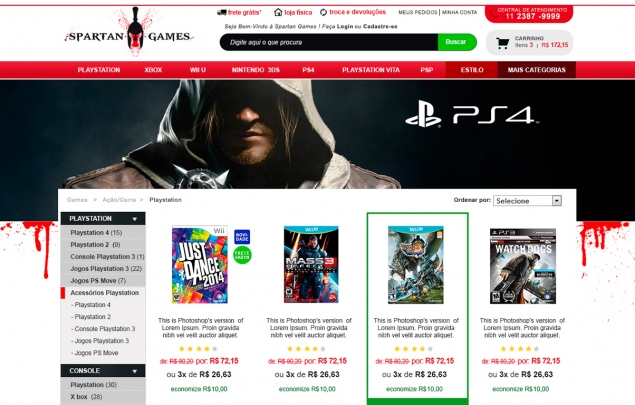 SPARTAN GAMES
frete grátis*
loja física
troca e devoluções
MEUS PEDIDOS | MINHA CONTA
CENTRAL DE ATENDIMENTO
11 2387 -9999
Seja Bem-Vindo à Spartan Games ! Faça Login ou Cadastre-se
Digite aqui o que procura
Buscar
CARRINHO
Itens 3 | R$ 172,15
PLAYSTATION
XBOX
WII U
NINTENDO 3DS
PS4
PLAYSTATION VITA
PSP
ESTILO
MAIS CATEGORIAS
PS4
Games > Ação/Gerra > Playstation
Ordenar por: Selecione
PLAYSTATION
Playstation 4 (15)
Playstation 2 (9)
Console Playstation 3 (1)
Jogos Playstation 3 (22)
Jogos PS Move (7)
Acessórios Playstation
- Playstation 4
- Playstation 2
- Console Playstation 3
- Jogos Playstation 3
- Jogos PS Move
CONSOLE
Playstation (30)
X box (28)
Wii
JUST
DANCE
2014
NOVI
DADE
FRETE
GRÁTIS
This is Photoshop's version of
Lorem Ipsum. Proin gravida
nibh vel velit auctor aliquet.
de: R$ 80,20 por: R$ 72,15
ou 3x de R$ 26,63
economize R$10,00
Wii U
MASS
EFFECT
3
EA
This is Photoshop's version of
Lorem Ipsum. Proin gravida
nibh vel velit auctor aliquet.
de: R$ 80,20 por: R$ 72,15
ou 3x de R$ 26,63
economize R$10,00
Wii U
This is Photoshop's version of
Lorem Ipsum. Proin gravida
nibh vel velit auctor aliquet.
de: R$ 80,20 por: R$ 72,15
ou 3x de R$ 26,63
economize R$10,00
PS3
WATCH DOGS
This is Photoshop's version of
Lorem Ipsum. Proin gravida
nibh vel velit auctor aliquet.
de: R$ 80,20 por: R$ 72,15
ou 3x de R$ 26,63
economize R$10,00